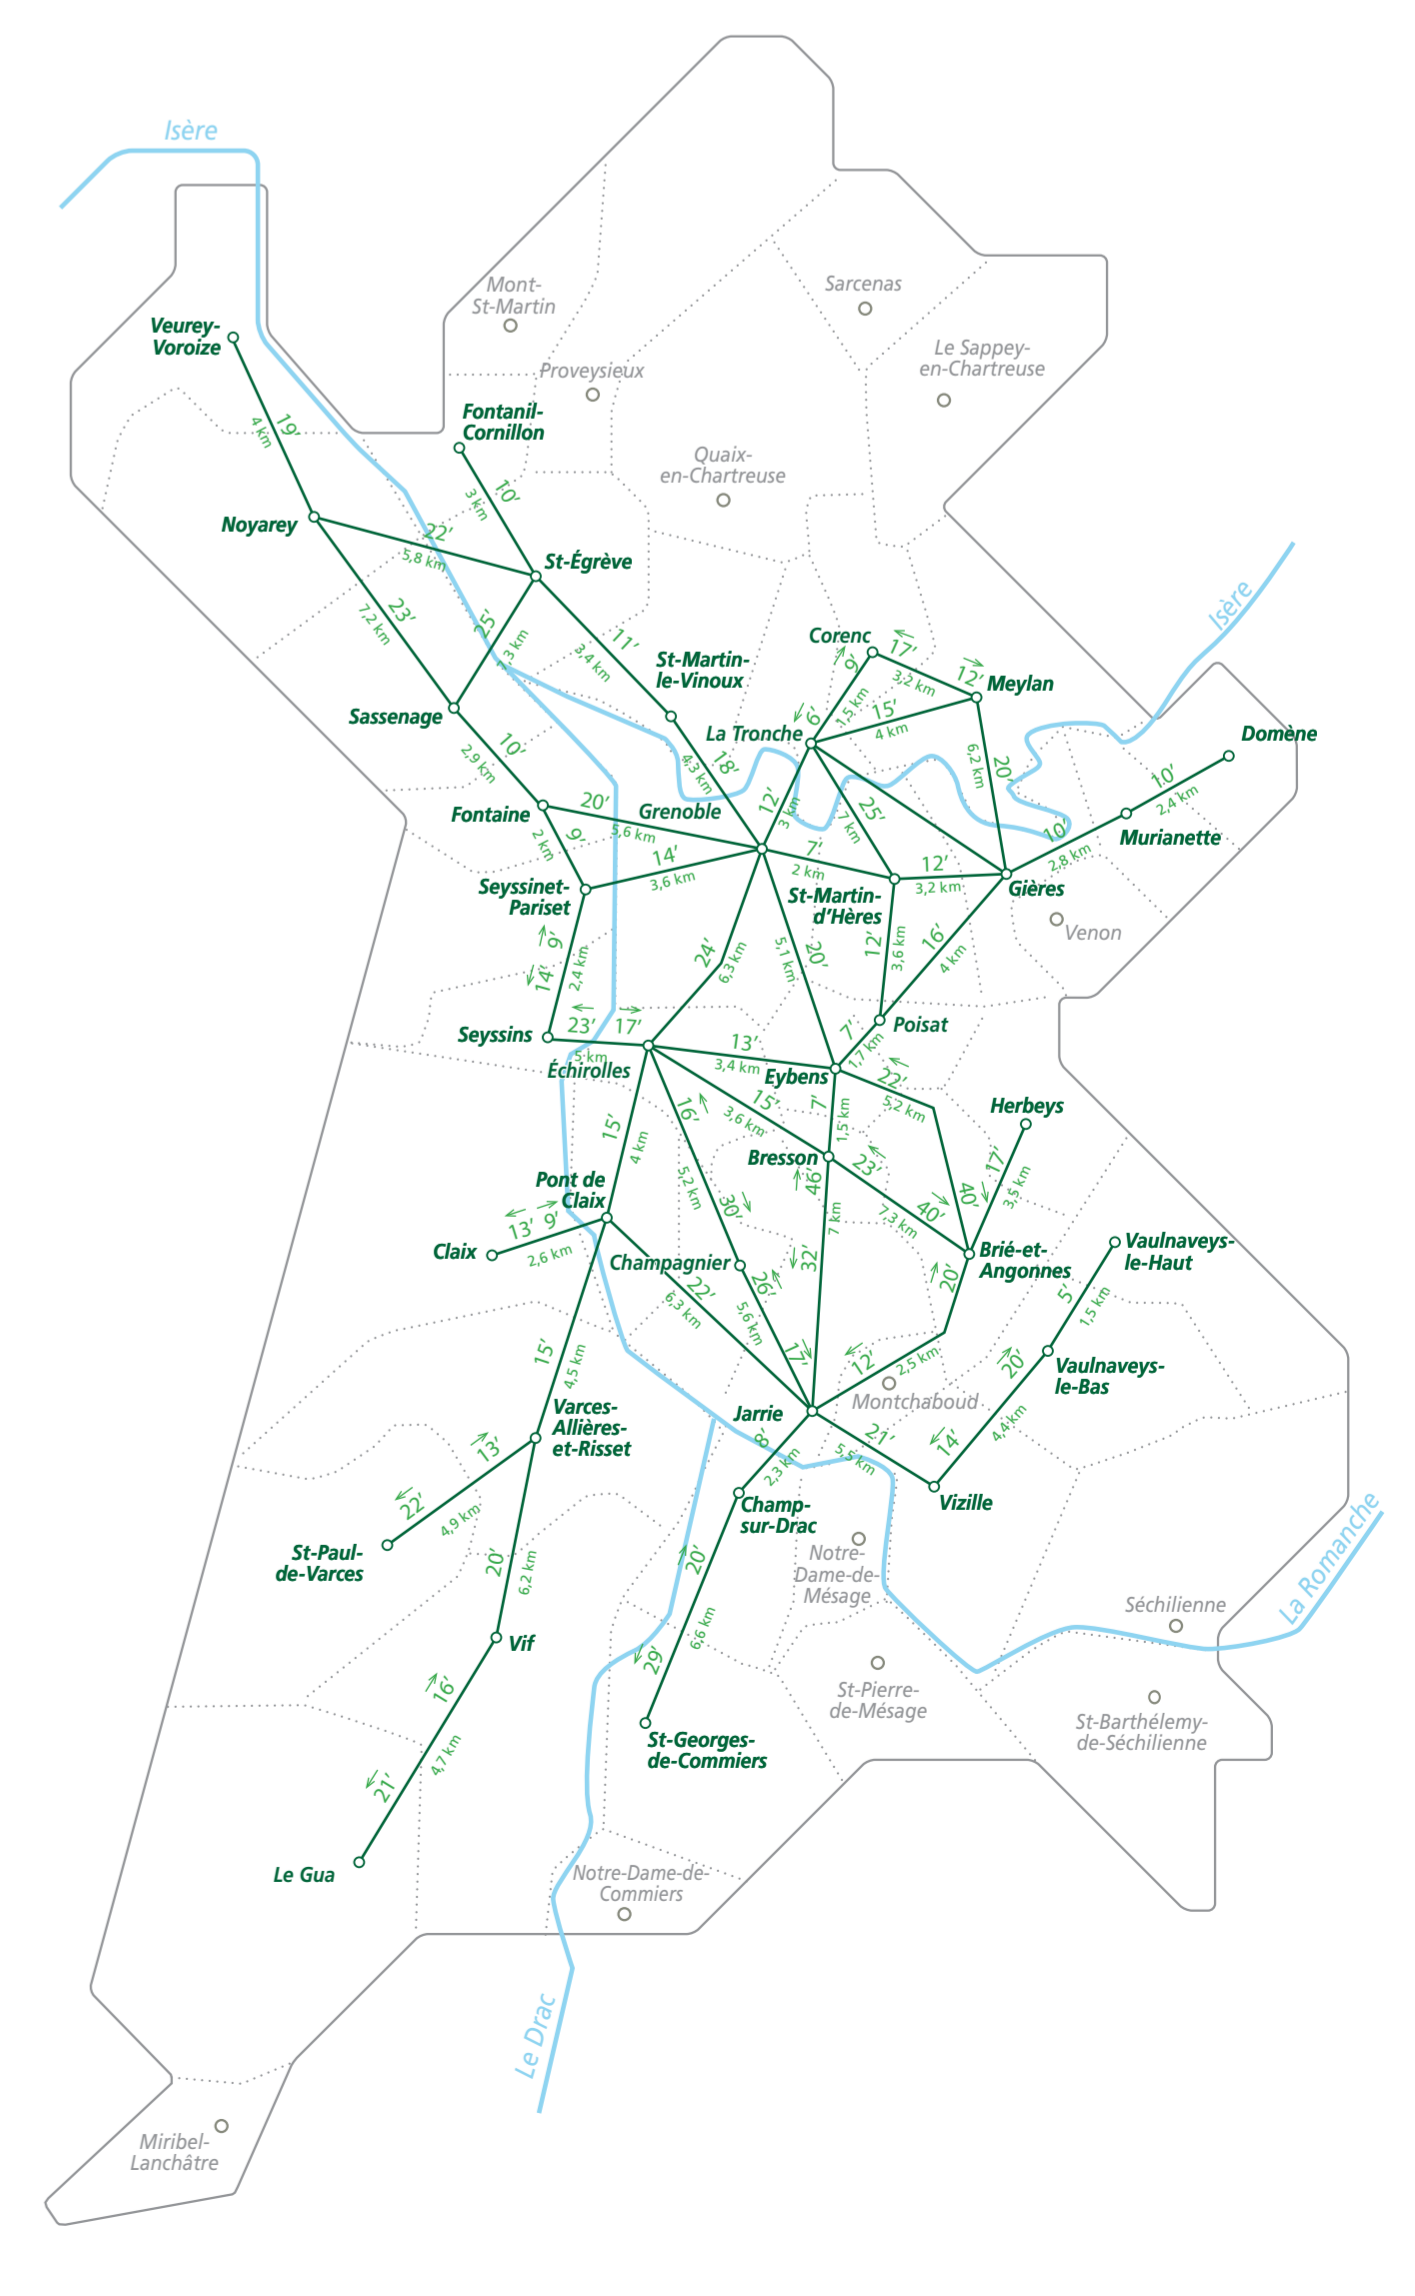 Isère
Mont-
St-Martin
Sarcenas
Veurey-
Voroize
Le Sappey-
en-Chartreuse
Proveysieux
Fontanil-
Cornillon
19'
4 km
Quaix-
en-Chartreuse
10'
3 km
Noyarey
22'
5,8 km
St-Égrève
Isère
23'
7,2 km
25'
11'
3,4 km
Corenc
17'
3,2 km
12'
Meylan
9'
6'
1,5 km
St-Martin-
le-Vinoux
Sassenage
La Tronche
15'
4 km
Domène
10'
2,9 km
18'
4,3 km
6,2 km
20'
10'
2,4 km
Fontaine
20'
5,6 km
Grenoble
12'
3 km
25'
7 km
10'
2,8 km
Murianette
9'
2 km
14'
3,6 km
7'
2 km
12'
3,2 km
Gières
Seyssinet-
Pariset
St-Martin-
d'Hères
Venon
9'
14'
2,4 km
24'
6,3 km
5,1 km
20'
12'
3,6 km
16'
4 km
Seyssins
23'
17'
5 km
Échirolles
13'
3,4 km
7'
1,7 km
Poisat
Eybens
22'
5,2 km
16'
15'
3,6 km
7'
1,5 km
Herbeys
15'
4 km
Bresson
23'
7,3 km
40'
40'
17'
3,5 km
Pont de
Claix
5,2 km
30'
46'
7 km
32'
13'
9'
2,6 km
Claix
Champagnier
Brié-et-
Angonnes
Vaulnaveys-
le-Haut
22'
6,3 km
26'
5,6 km
17'
20'
5'
1,5 km
15'
4,5 km
12'
2,5 km
20'
Vaulnaveys-
le-Bas
Montchaboud
Varces-
Allières-
et-Risset
Jarrie
13'
22'
4,9 km
8'
2,3 km
21'
5,5 km
14'
4,4 km
Vizille
Champ-
sur-Drac
St-Paul-
de-Varces
20'
6,2 km
20'
29'
6,6 km
Notre-
Dame-de-
Mésage
La Romanche
Séchilienne
Vif
16'
21'
4,7 km
St-Pierre-
de-Mésage
St-Barthélemy-
de-Séchilienne
St-Georges-
de-Commiers
Le Gua
Notre-Dame-de-
Commiers
Le Drac
Miribel-
Lanchâtre